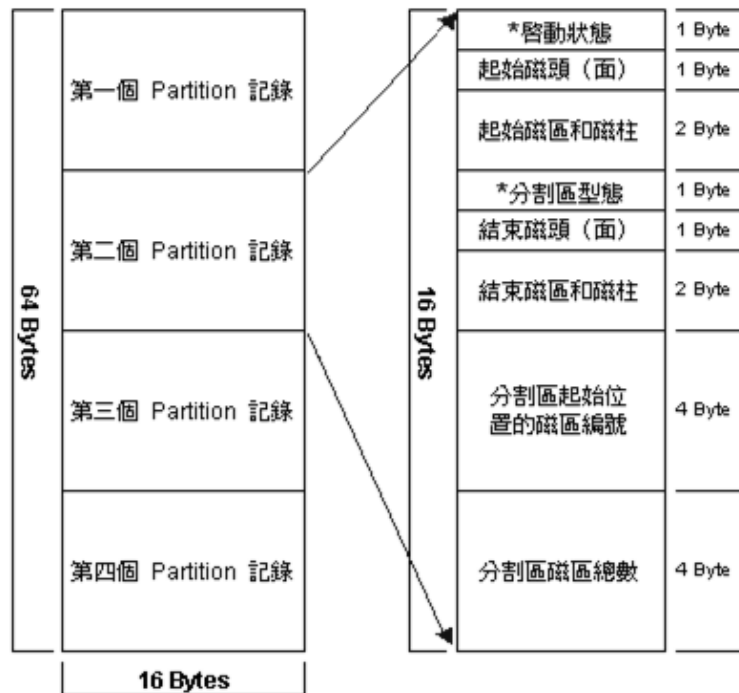 64 Bytes
第一個 Partition 記錄
第二個 Partition 記錄
第三個 Partition 記錄
第四個 Partition 記錄
16 Bytes
16 Bytes
*啓動狀態
1 Byte
起始磁頭（面）
1 Byte
起始磁區和磁柱
2 Byte
*分割區型態
1 Byte
結束磁頭（面）
1 Byte
結束磁區和磁柱
2 Byte
分割區起始位
置的磁區編號
4 Byte
分割區磁區總數
4 Byte